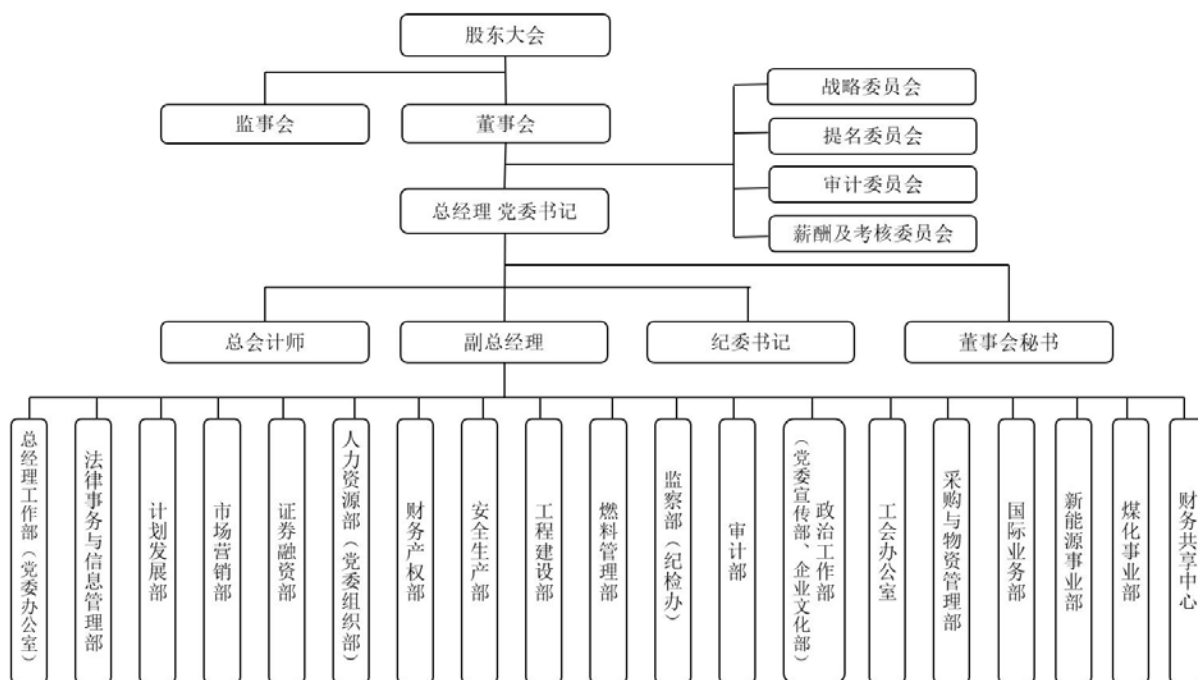 股东大会
监事会
董事会
战略委员会
提名委员会
审计委员会
薪酬及考核委员会
总经理 党委书记
总会计师
副总经理
纪委书记
董事会秘书
总经理工作部（党委办公室）
法律事务与信息管理部
计划发展部
市场营销部
证券融资部
人力资源部（党委组织部）
财务产权部
安全生产部
工程建设部
燃料管理部
监察部（纪检办）
审计部
政治工作部
（党委宣传部、企业文化部）
工会办公室
采购与物资管理部
国际业务部
新能源事业部
煤化事业部
财务共享中心